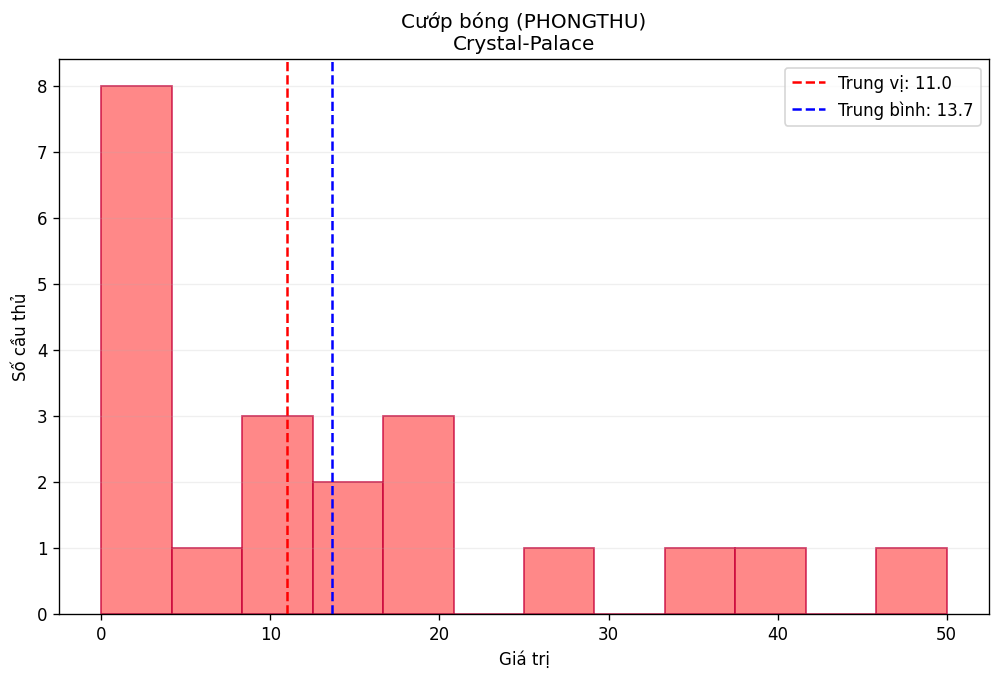 Cướp bóng (PHONGTHU)
Crystal-Palace
Trung vị: 11.0
Trung bình: 13.7
Số cầu thủ
8
7
6
5
4
3
2
1
0
0 10 20 30 40 50
Giá trị